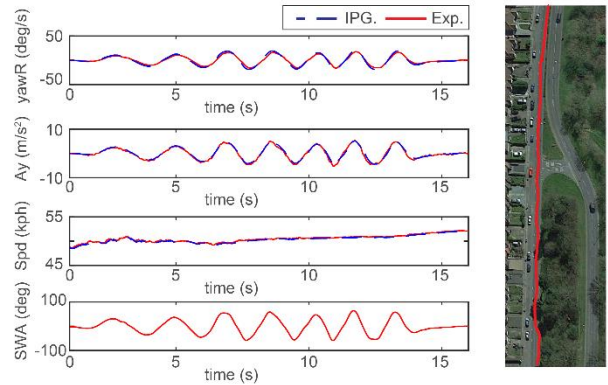 IPG. Exp.
yawR (deg/s)
50
-50
0 5 10 15
time (s)
Ay (m/s²)
10
-10
0 5 10 15
time (s)
Spd (kph)
55
45
0 5 10 15
time (s)
SWA (deg)
100
-100
0 5 10 15
time (s)